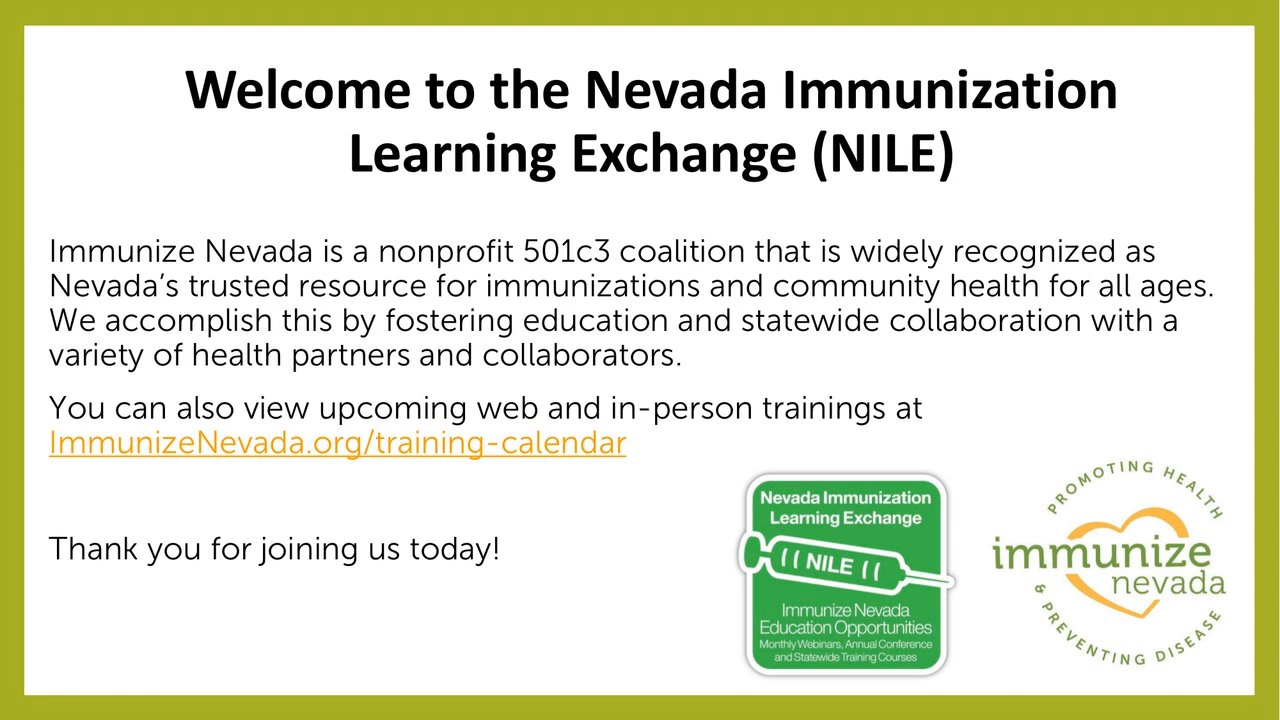 Welcome to the Nevada Immunization
Learning Exchange (NILE)
Immunize Nevada is a nonprofit 501c3 coalition that is widely recognized as
Nevada’s trusted resource for immunizations and community health for all ages.
We accomplish this by fostering education and statewide collaboration with a
variety of health partners and collaborators.
You can also view upcoming web and in-person trainings at
ImmunizeNevada.org/training-calendar
Thank you for joining us today!
Nevada Immunization
Learning Exchange
NILE
Immunize Nevada
Education Opportunities
Monthly Webinars, Annual Conference
and Statewide Training Courses
PROMOTING HEALTH
immunize
nevada
& PREVENTING DISEASE